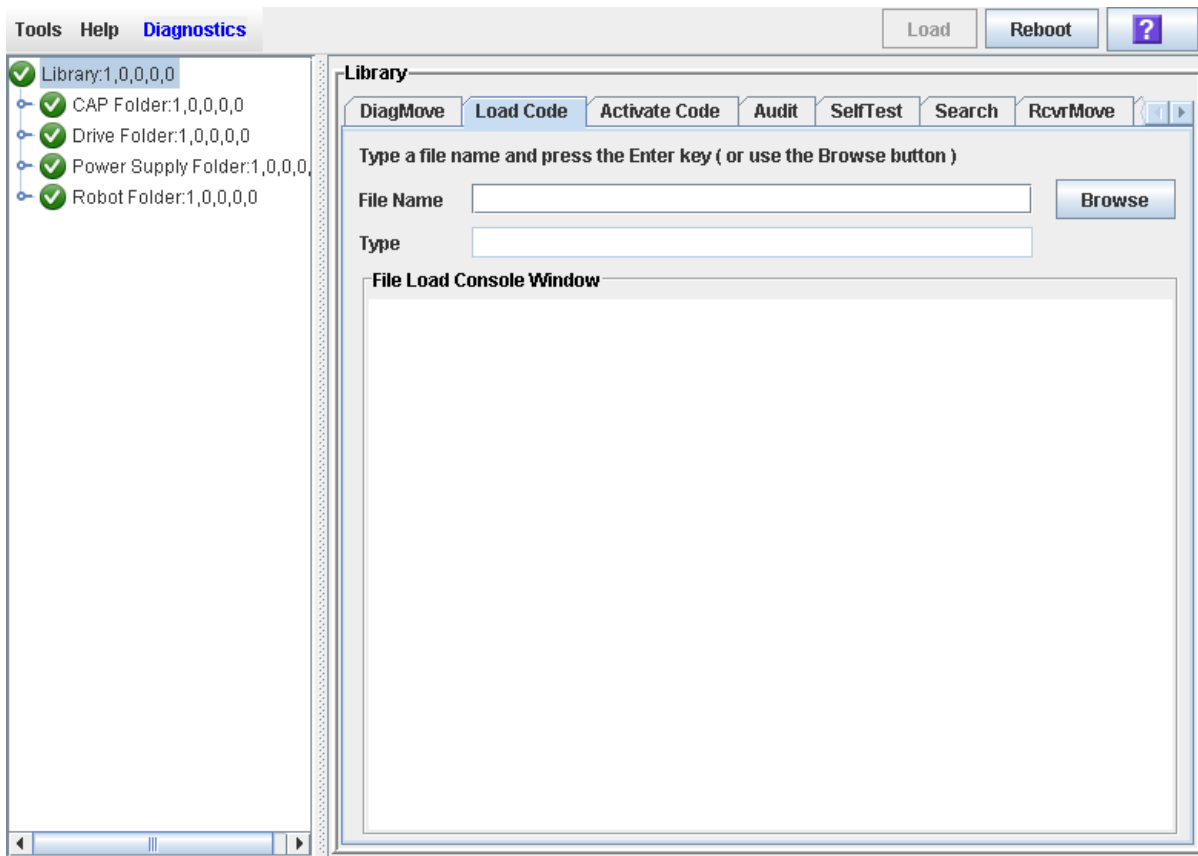 Tools Help Diagnostics Load Reboot ?
Library:1,0,0,0,0
CAP Folder:1,0,0,0,0
Drive Folder:1,0,0,0,0
Power Supply Folder:1,0,0,0,
Robot Folder:1,0,0,0,0
Library
DiagMove Load Code Activate Code Audit SelfTest Search RcvrMove
Type a file name and press the Enter key ( or use the Browse button )
File Name Browse
Type
File Load Console Window